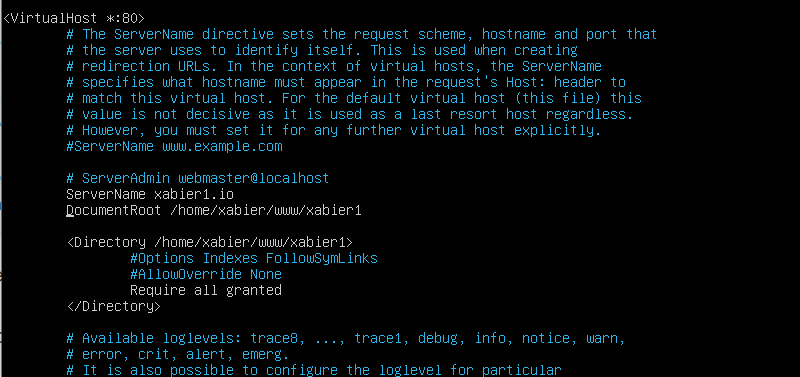 <VirtualHost *:80>
# The ServerName directive sets the request scheme, hostname and port that
# the server uses to identify itself. This is used when creating
# redirection URLs. In the context of virtual hosts, the ServerName
# specifies what hostname must appear in the request's Host: header to
# match this virtual host. For the default virtual host (this file) this
# value is not decisive as it is used as a last resort host regardless.
# However, you must set it for any further virtual host explicitly.
#ServerName www.example.com
# ServerAdmin webmaster@localhost
ServerName xabier1.io
DocumentRoot /home/xabier/www/xabier1
<Directory /home/xabier/www/xabier1>
#Options Indexes FollowSymLinks
#AllowOverride None
Require all granted
</Directory>
# Available loglevels: trace8, ..., trace1, debug, info, notice, warn,
# error, crit, alert, emerg.
# It is also possible to configure the loglevel for particular